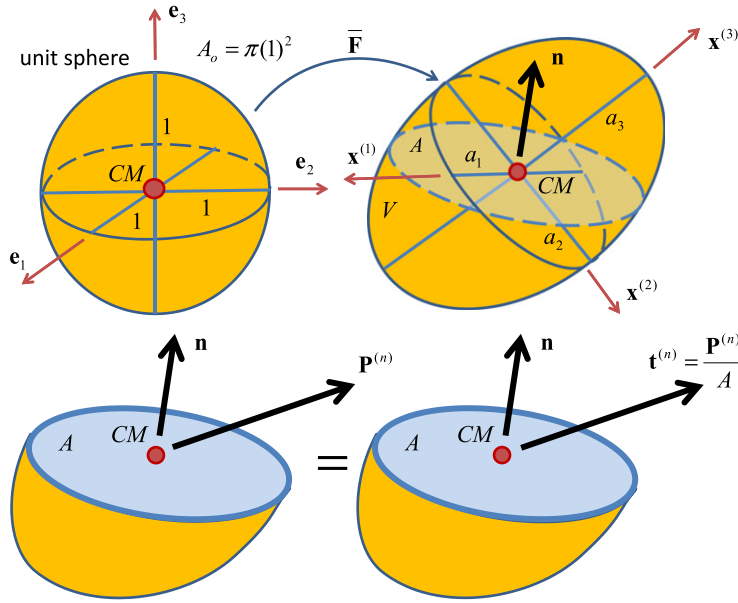 e₃
unit sphere
Aₒ = π(1)²
F̅
n
x⁽³⁾
1
A
a₃
x⁽¹⁾
a₁
CM
e₂
CM
1
1
V
a₂
e₁
x⁽²⁾
n
P⁽ⁿ⁾
n
t⁽ⁿ⁾ = P⁽ⁿ⁾/A
A
CM
=
A
CM